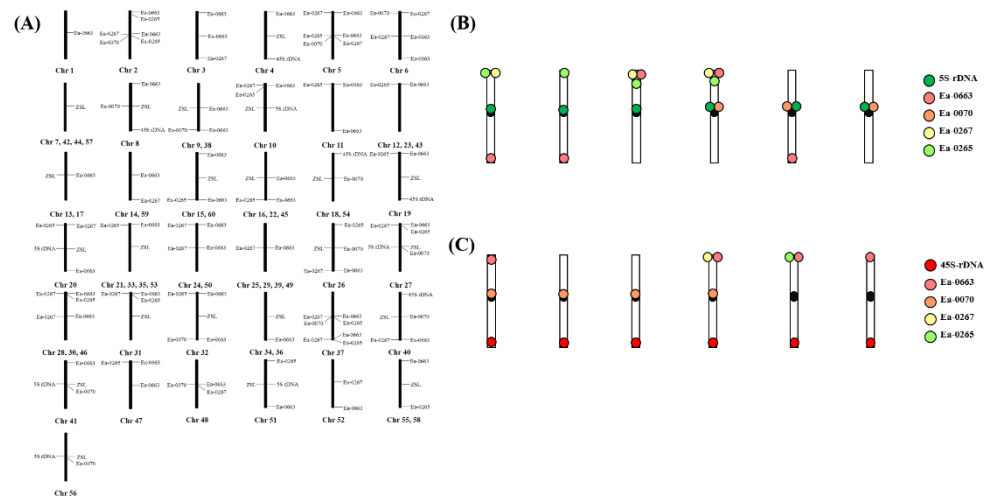 (A)
(B)
(C)
Ea-0663
Chr 1
Ea-0663
Ea-0265
Ea-0267
Ea-0070
Ea-0663
Ea-0265
Chr 2
Ea-0663
Ea-0663
Ea-0267
Chr 3
Ea-0663
ZSL
45S rDNA
Chr 4
Ea-0267
Ea-0663
Ea-0265
Ea-0070
Ea-0663
Ea-0267
Chr 5
Ea-0070
Ea-0267
Ea-0663
Ea-0267
Chr 6
ZSL
Chr 7, 42, 44, 57
Ea-0663
Ea-0070
ZSL
45S rDNA
Chr 8
ZSL
Ea-0663
Ea-0070
Ea-0663
Chr 9, 38
Ea-0267
Ea-0265
Ea-0663
ZSL
5S rDNA
Chr 10
Ea-0265
Ea-0663
Chr 11
Ea-0265
Ea-0663
Chr 12, 23, 43
ZSL
Ea-0663
Chr 13, 17
Ea-0663
Ea-0267
Chr 14, 59
Ea-0663
ZSL
Ea-0265
Ea-0663
Chr 15, 60
ZSL
Ea-0663
Ea-0265
Ea-0663
Chr 16, 22, 45
45S rDNA
ZSL
Ea-0070
Chr 18, 54
Ea-0265
Ea-0663
ZSL
45S rDNA
Chr 19
Ea-0265
Ea-0267
5S rDNA
ZSL
Ea-0663
Chr 20
Ea-0265
Ea-0663
ZSL
Chr 21, 33, 35, 53
Ea-0267
Ea-0663
Ea-0267
Ea-0663
Chr 24, 50
Ea-0267
Ea-0663
Chr 25, 29, 39, 49
Ea-0265
ZSL
Ea-0070
Ea-0267
Ea-0663
Chr 26
Ea-0267
Ea-0663
Ea-0265
5S rDNA
ZSL
Ea-0070
Chr 27
Ea-0267
Ea-0663
Ea-0265
Ea-0267
Ea-0663
Chr 28, 30, 46
Ea-0267
Ea-0663
Ea-0265
ZSL
Chr 31
Ea-0663
ZSL
Ea-0070
Ea-0663
Chr 32
Ea-0265
Ea-0663
ZSL
Chr 34, 36
Ea-0267
Ea-0070
Ea-0663
Ea-0265
Ea-0663
Ea-0267
Chr 37
45S rDNA
ZSL
Ea-0070
Ea-0267
Ea-0663
Chr 40
Ea-0663
5S rDNA
ZSL
Ea-0070
Chr 41
Ea-0265
Ea-0663
Ea-0663
Chr 47
Ea-0070
Ea-0663
Ea-0267
Chr 48
Ea-0265
ZSL
5S rDNA
Ea-0663
Chr 51
Ea-0267
Ea-0663
Chr 52
Ea-0663
ZSL
Ea-0265
Chr 55, 58
5S rDNA
ZSL
Ea-0070
Chr 56
5S-rDNA
Ea-0663
Ea-0070
Ea-0267
Ea-0265
45S-rDNA
Ea-0663
Ea-0070
Ea-0267
Ea-0265